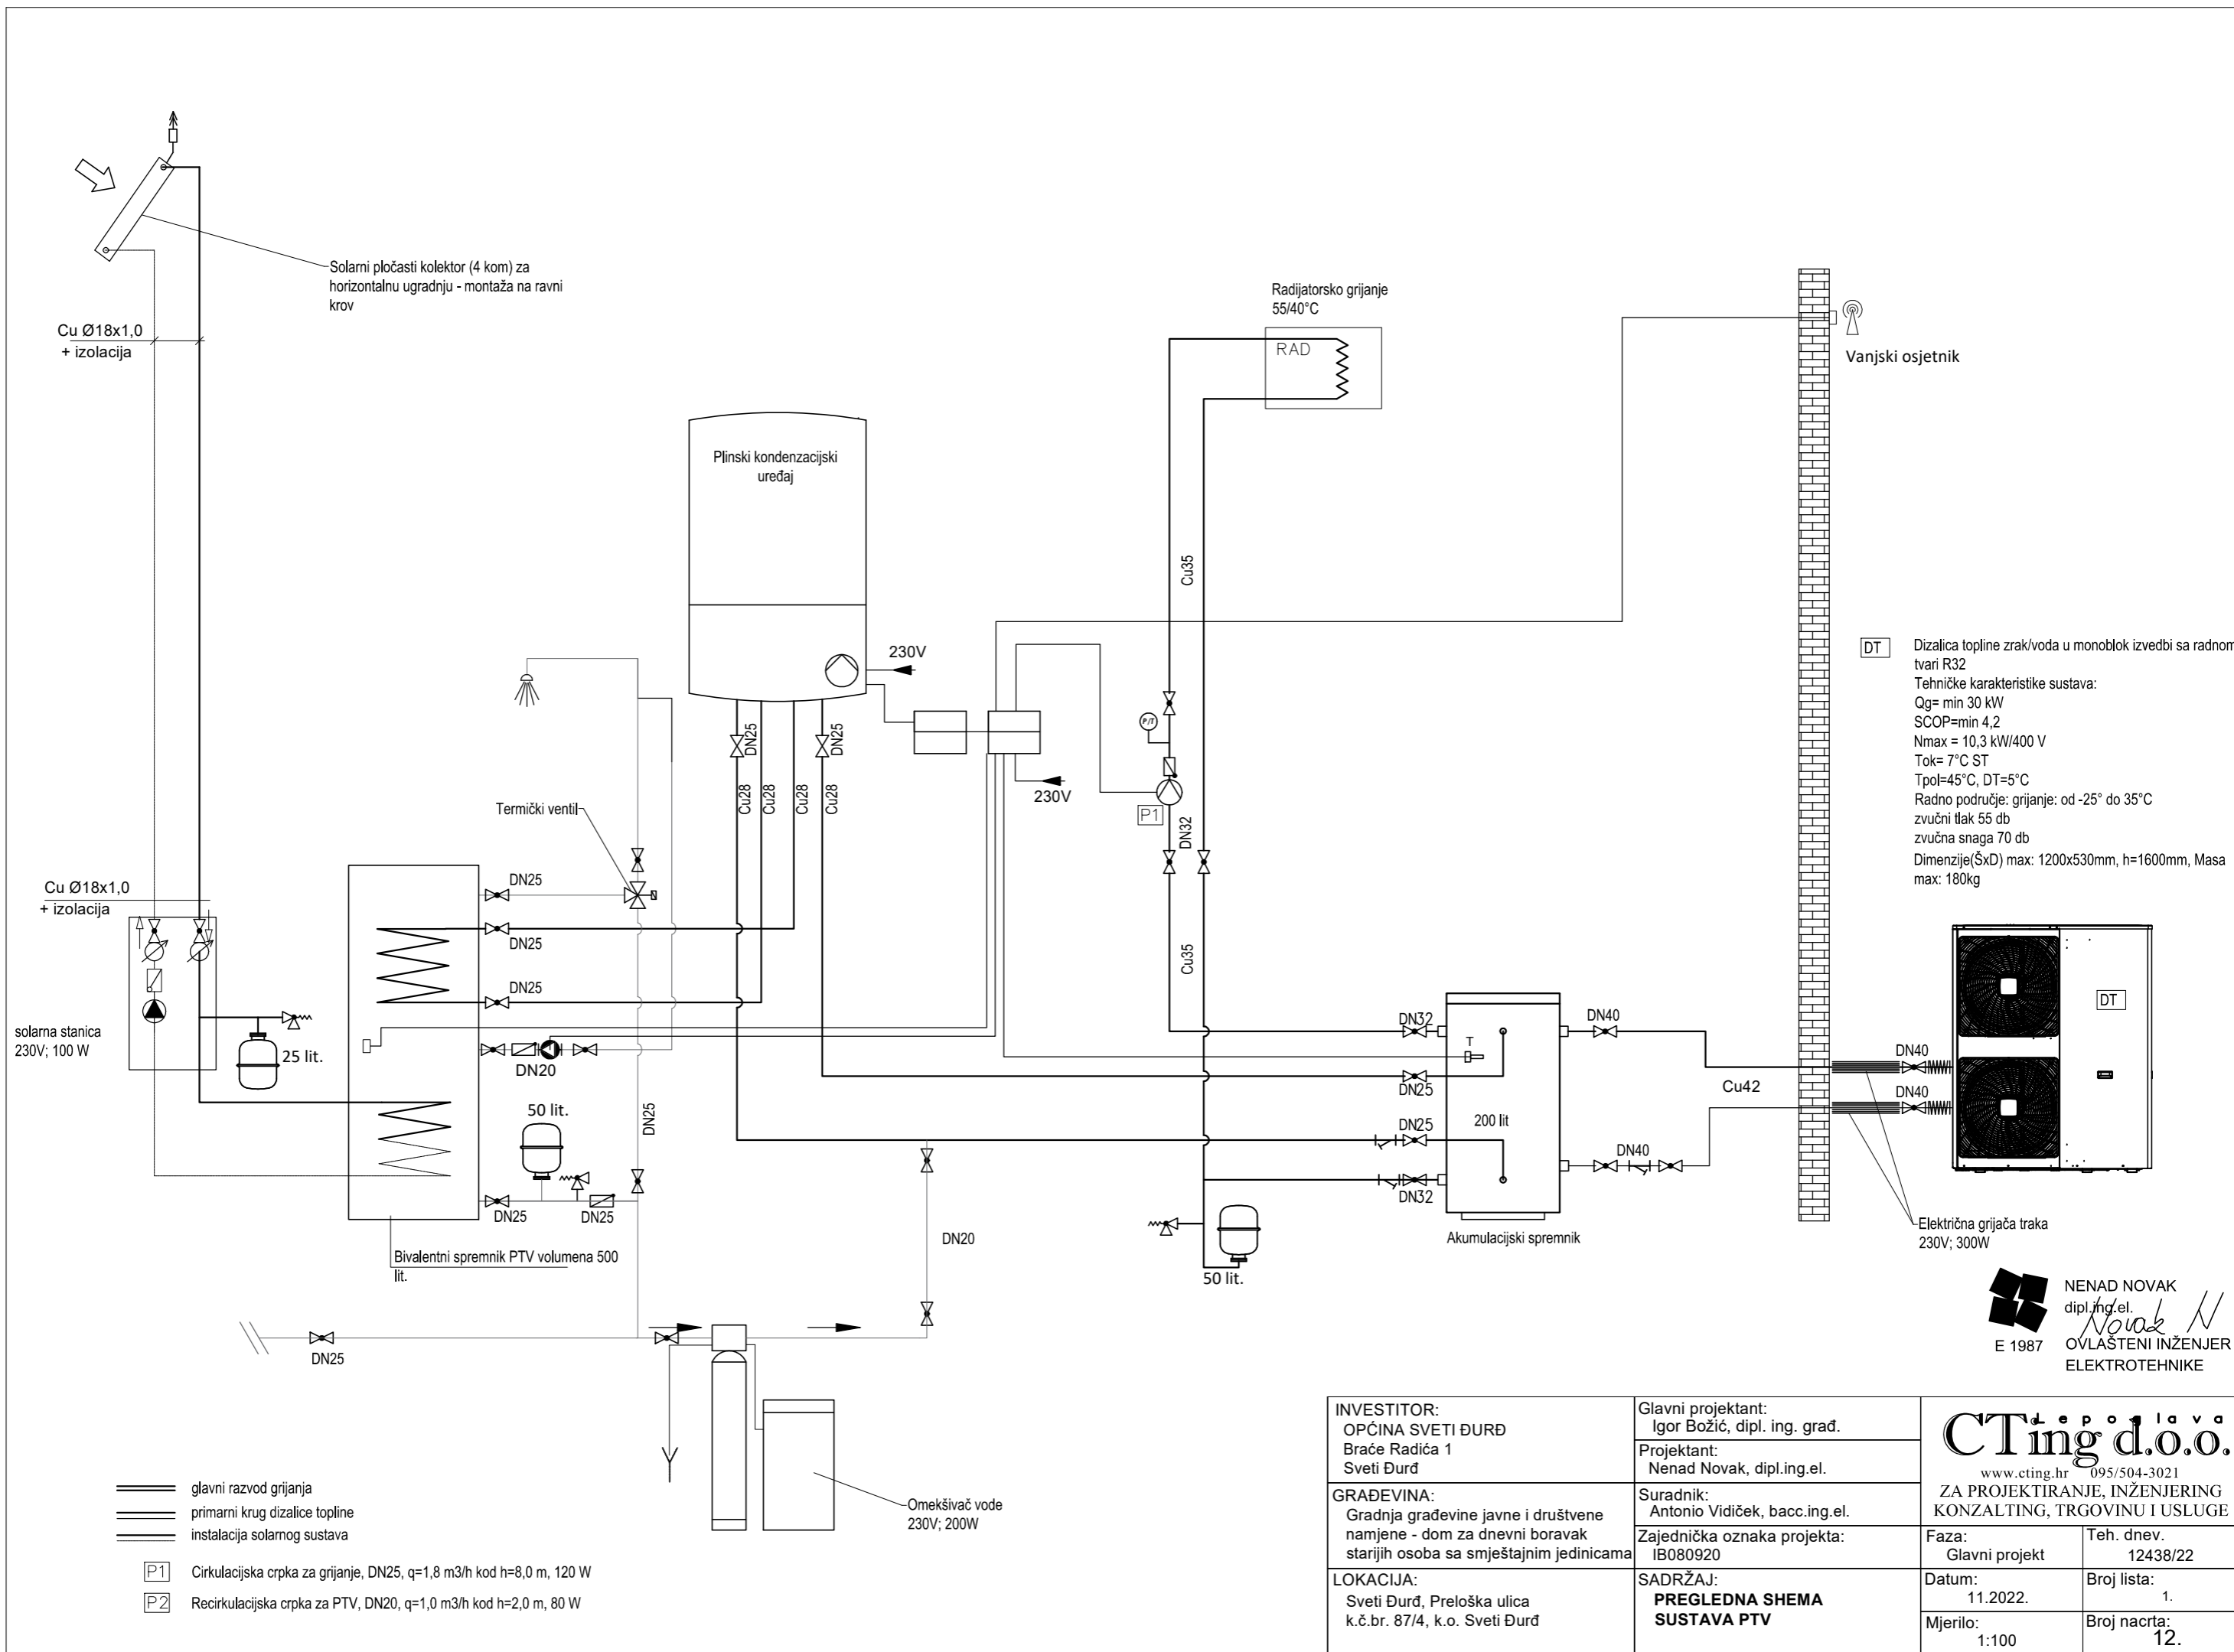 Solarni pločasti kolektor (4 kom) za
horizontalnu ugradnju - montaža na ravni
krov
Cu Ø18x1,0
+ izolacija
Radijatorsko grijanje
55/40°C
RAD
Vanjski osjetnik
Plinski kondenzacijski
uređaj
Cu35
230V
P/T
DN25
DN25
Cu28
Cu28
Cu28
Cu28
230V
P1
DN32
Termički ventil
DT
Dizalica topline zrak/voda u monoblok izvedbi sa radnom
tvari R32
Tehničke karakteristike sustava:
Qg= min 30 kW
SCOP=min 4,2
Nmax = 10,3 kW/400 V
Tok= 7°C ST
Tpol=45°C, DT=5°C
Radno područje: grijanje: od -25° do 35°C
zvučni tlak 55 db
zvučna snaga 70 db
Dimenzije(ŠxD) max: 1200x530mm, h=1600mm, Masa
max: 180kg
Cu Ø18x1,0
+ izolacija
DN25
DN25
DN25
Cu35
DT
solarna stanica
230V; 100 W
25 lit.
DN20
DN32
T
DN40
DN25
DN40
DN40
Cu42
50 lit.
DN25
DN25
200 lit
DN40
DN32
DN25
DN25
Bivalentni spremnik PTV volumena 500
lit.
DN20
50 lit.
Akumulacijski spremnik
Električna grijača traka
230V; 300W
DN25
NENAD NOVAK
dipl.ing.el.
Novak N
E 1987
OVLAŠTENI INŽENJER
ELEKTROTEHNIKE
Omekšivač vode
230V; 200W
glavni razvod grijanja
primarni krug dizalice topline
instalacija solarnog sustava
P1 Cirkulacijska crpka za grijanje, DN25, q=1,8 m3/h kod h=8,0 m, 120 W
P2 Recirkulacijska crpka za PTV, DN20, q=1,0 m3/h kod h=2,0 m, 80 W
INVESTITOR:
OPĆINA SVETI ĐURĐ
Braće Radića 1
Sveti Đurđ
GRAĐEVINA:
Gradnja građevine javne i društvene
namjene - dom za dnevni boravak
starijih osoba sa smještajnim jedinicama
LOKACIJA:
Sveti Đurđ, Preloška ulica
k.č.br. 87/4, k.o. Sveti Đurđ
Glavni projektant:
Igor Božić, dipl. ing. građ.
Projektant:
Nenad Novak, dipl.ing.el.
Suradnik:
Antonio Vidiček, bacc.ing.el.
Zajednička oznaka projekta:
IB080920
SADRŽAJ:
PREGLEDNA SHEMA
SUSTAVA PTV
Lepoglava
CTing d.o.o.
www.cting.hr 095/504-3021
ZA PROJEKTIRANJE, INŽENJERING
KONZALTING, TRGOVINU I USLUGE
Faza:
Glavni projekt
Teh. dnev.
12438/22
Datum:
11.2022.
Broj lista:
1.
Mjerilo:
1:100
Broj nacrta:
12.